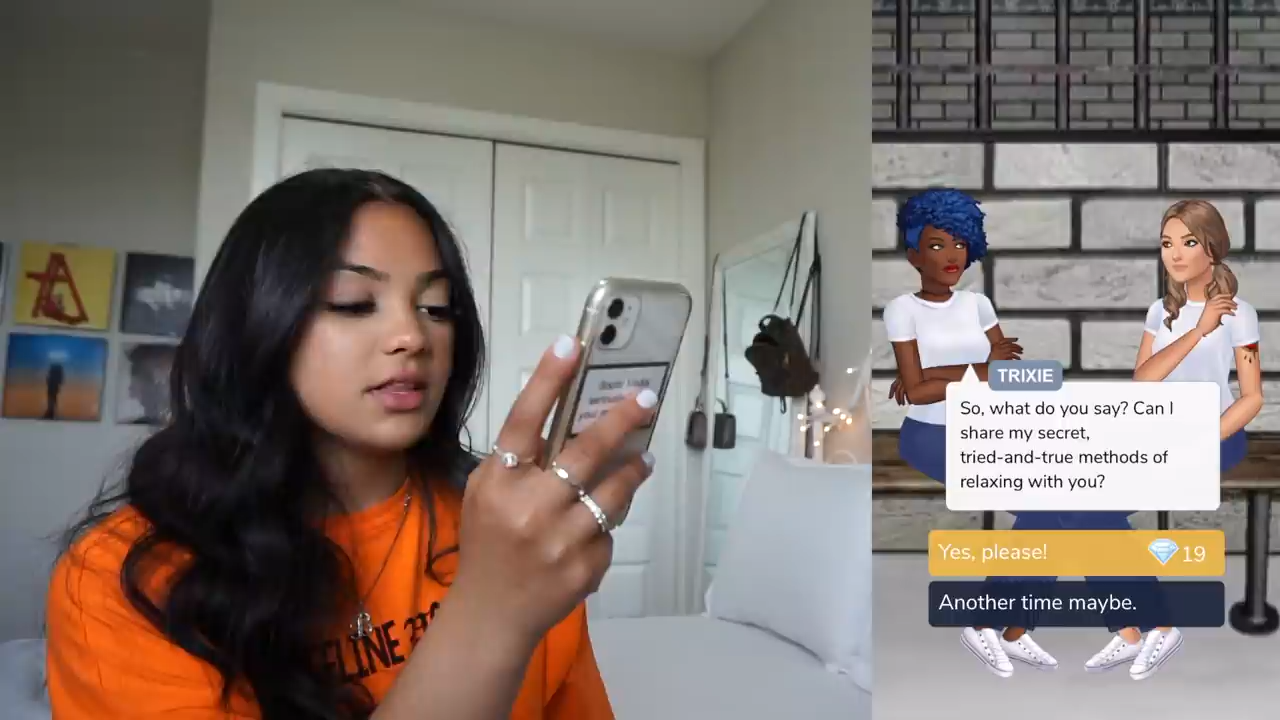 TRIXIE
So, what do you say? Can I
share my secret,
tried-and-true methods of
relaxing with you?
Yes, please!
19
Another time maybe.